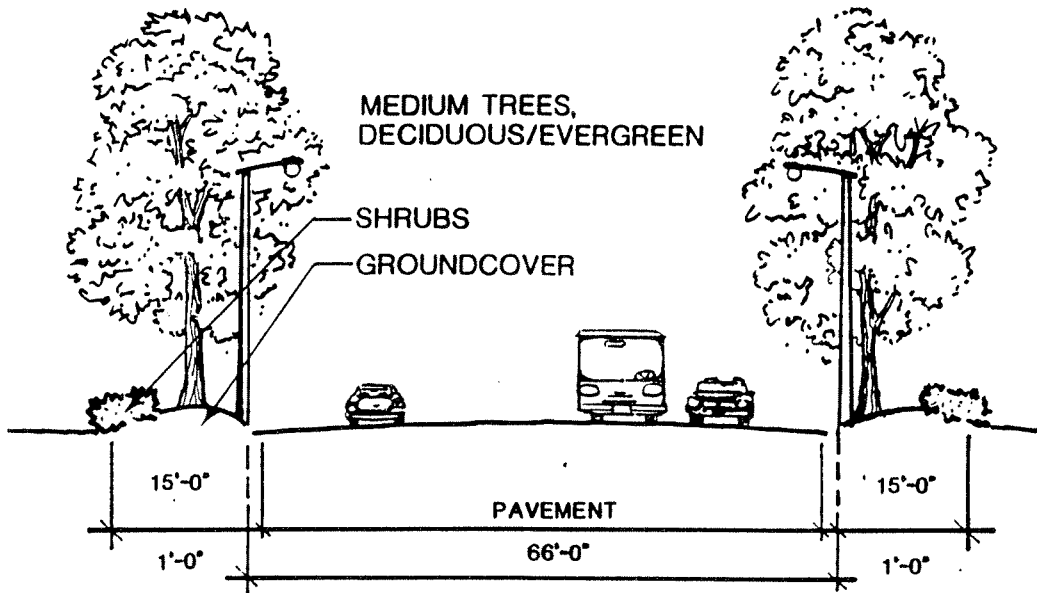 MEDIUM TREES,
DECIDUOUS/EVERGREEN
SHRUBS
GROUNDCOVER
15'-0"
15'-0"
PAVEMENT
1'-0"
66'-0"
1'-0"